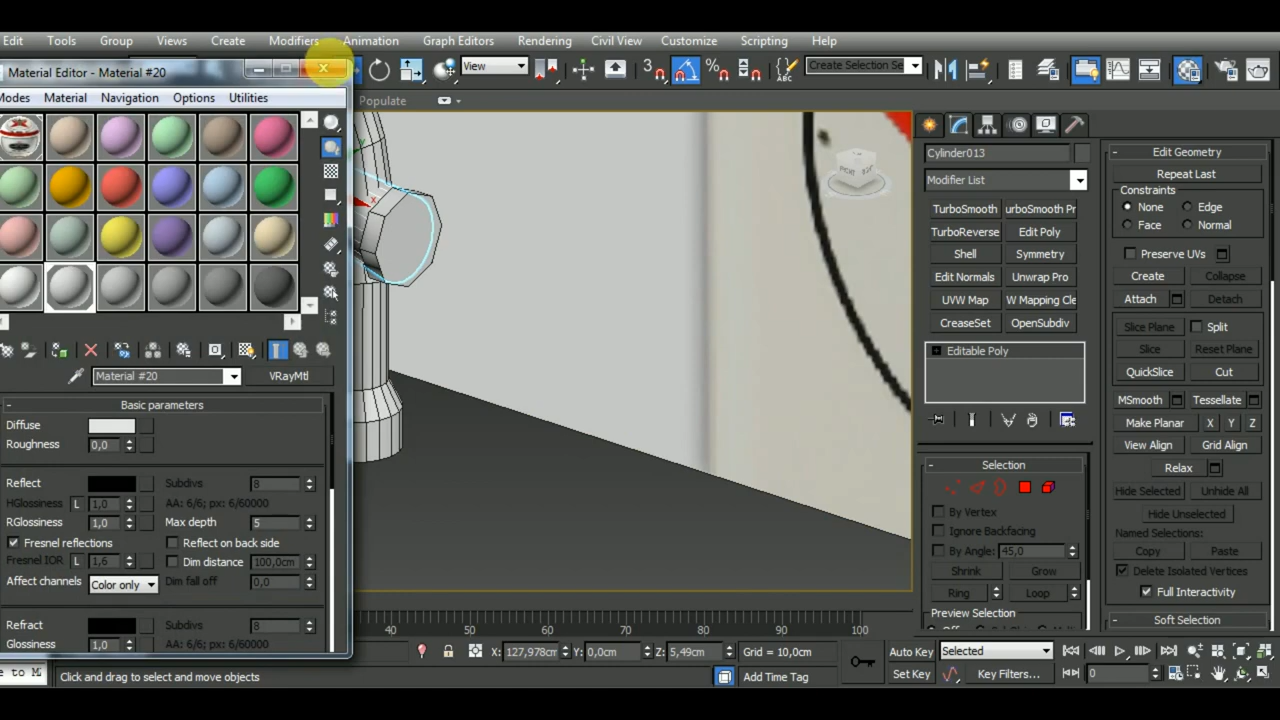 Edit Tools Group Views Create Modifiers Animation Graph Editors Rendering Civil View Customize Scripting Help
Material Editor - Material #20
View
3
%
ABC
Create Selection Se
Modes Material Navigation Options Utilities
Populate
Cylinder013
Modifier List
TurboSmooth urboSmooth Pr
TurboReverse Edit Poly
Shell Symmetry
Edit Normals Unwrap Pro
UVW Map W Mapping Cle
CreaseSet OpenSubdiv
Editable Poly
- Selection
By Vertex
Ignore Backfacing
By Angle: 45,0
Shrink Grow
Ring Loop
Preview Selection
- Edit Geometry
Repeat Last
Constraints
None Edge
Face Normal
Preserve UVs
Create Collapse
Attach Detach
Slice Plane Split
Slice Reset Plane
QuickSlice Cut
MSmooth Tessellate
Make Planar X Y Z
View Align Grid Align
Relax
Hide Selected Unhide All
Hide Unselected
Named Selections:
Copy Paste
Delete Isolated Vertices
Full Interactivity
- Soft Selection
Material #20 VRayMtl
- Basic parameters
Diffuse
Roughness 0,0
Reflect Subdivs 8
HGlossiness L 1,0 AA: 6/6; px: 6/60000
RGlossiness 1,0 Max depth 5
Fresnel reflections Reflect on back side
Fresnel IOR L 1,6 Dim distance 100,0cm
Affect channels Color only Dim fall off 0,0
Refract Subdivs 8
Glossiness 1,0 AA: 6/6; px: 6/60000
40 50 60 70 80 90 100
X: 127,978cm Y: 0,0cm Z: 5,49cm Grid = 10,0cm Auto Key Selected
Click and drag to select and move objects Add Time Tag Set Key Key Filters... 0